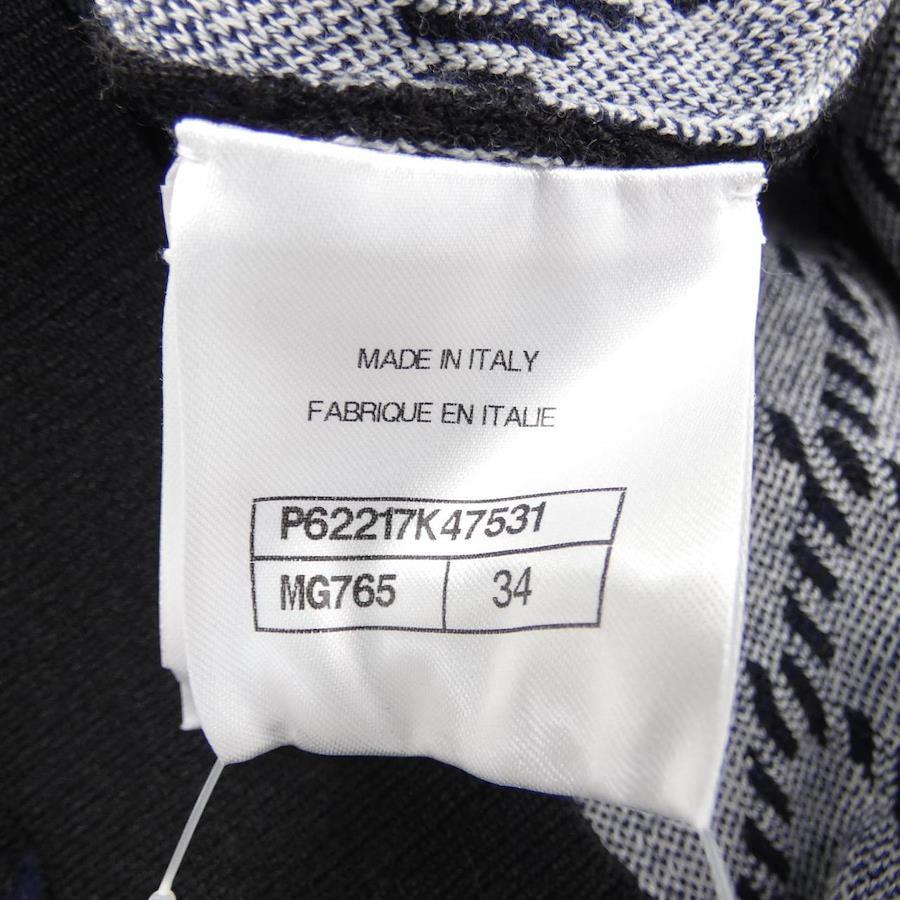 MADE IN ITALY
FABRIQUE EN ITALIE
P62217K47531
MG765 34